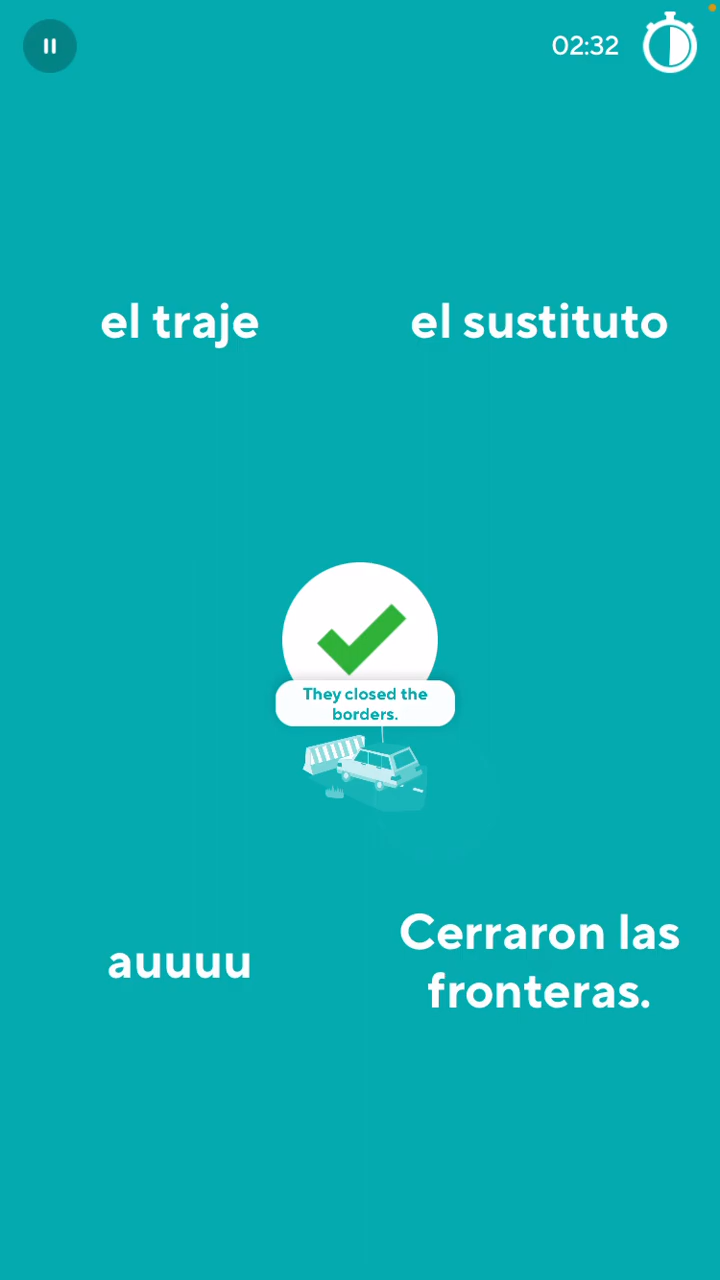 02:32
el traje
el sustituto
They closed the
borders.
auuuu
Cerraron las
fronteras.